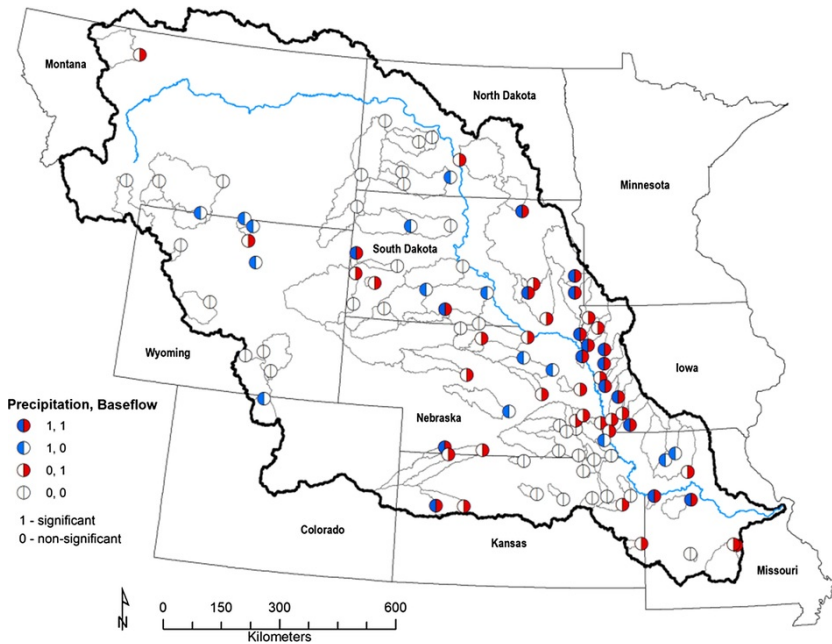 Montana
North Dakota
Minnesota
South Dakota
Wyoming
Iowa
Nebraska
Precipitation, Baseflow
1, 1
1, 0
0, 1
0, 0
1 - significant
0 - non-significant
Colorado
Kansas
Missouri
N
0 150 300 600
Kilometers